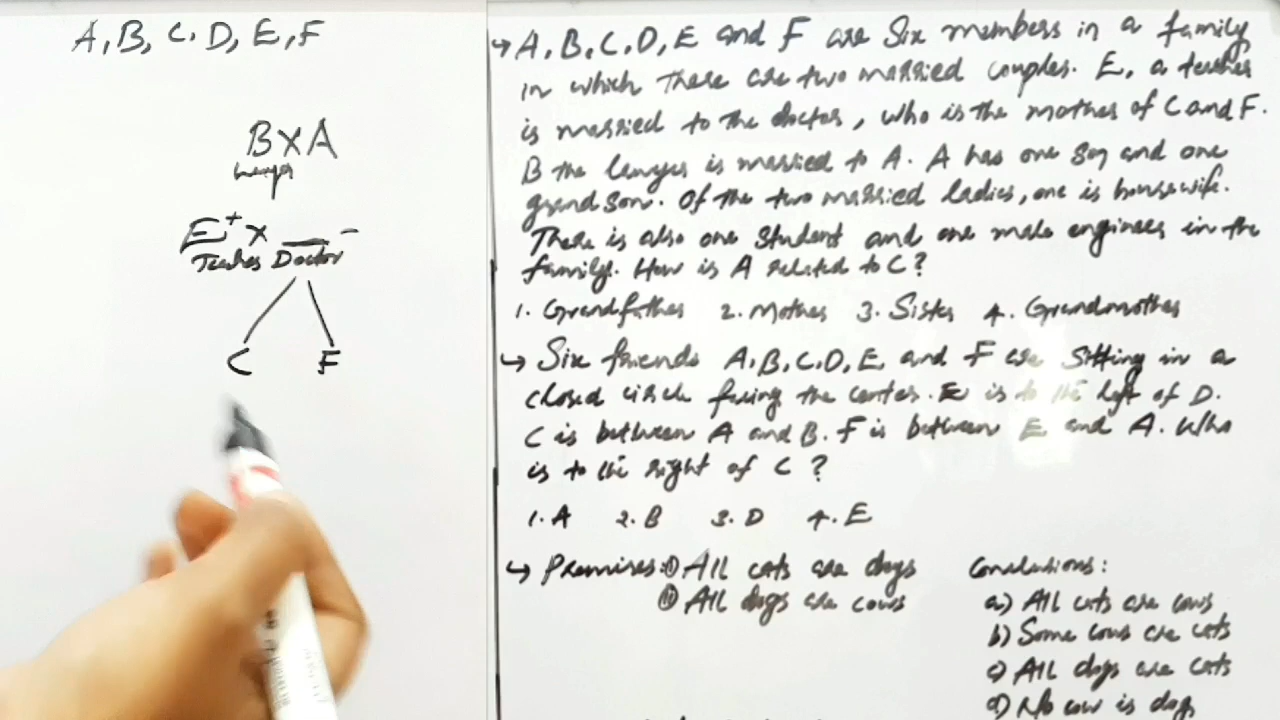 A, B, C, D, E, F
B X A
Lawyer
E+ X __ -
Teacher Doctor
C F
→ A, B, C, D, E and F are Six members in a family
in which There are two married couples. E, a teacher
is married to the doctor, who is the mother of C and F.
B the lawyer is married to A. A has one son and one
grand son. Of the two married ladies, one is housewife.
There is also one student and one male engineer in the
family. How is A related to C?
1. Grandfather 2. Mother 3. Sister 4. Grandmother
→ Six friends A, B, C, D, E and F are Sitting in a
closed circle facing the center. E is to the left of D.
C is between A and B. F is between E and A. Who
is to the right of C?
1. A 2. B 3. D 4. E
→ Premises: (i) All cats are dogs
(ii) All dogs are cows
Conclusions:
a) All cats are cows
b) Some cows are cats
c) All dogs are cats
d) No cow is dogs